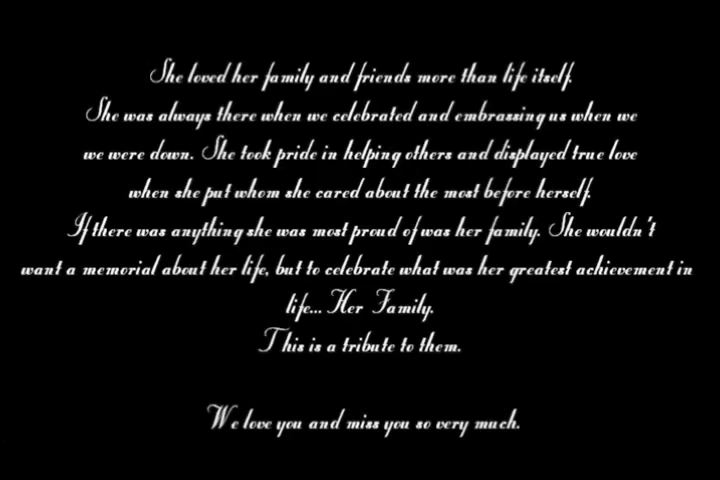 She loved her family and friends more than life itself.
She was always there when we celebrated and embrassing us when we
we were down. She took pride in helping others and displayed true love
when she put whom she cared about the most before herself.
If there was anything she was most proud of was her family. She wouldn't
want a memorial about her life, but to celebrate what was her greatest achievement in
life... Her Family.
This is a tribute to them.
We love you and miss you so very much.